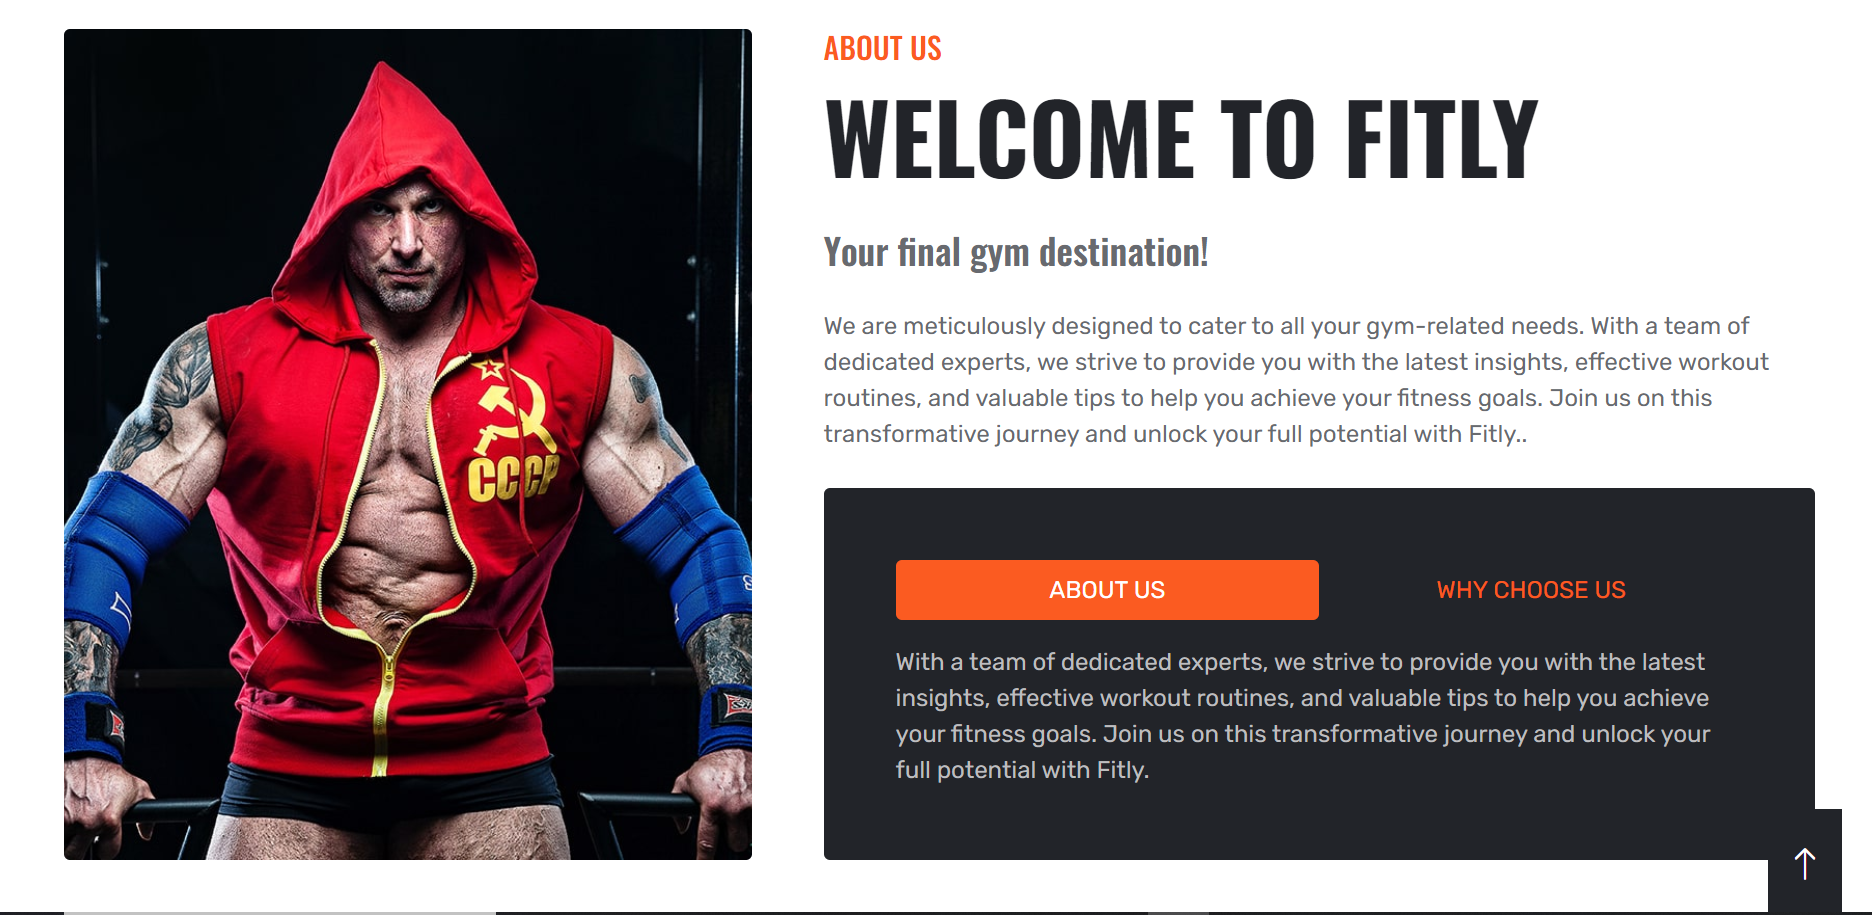 ABOUT US
WELCOME TO FITLY
Your final gym destination!
We are meticulously designed to cater to all your gym-related needs. With a team of
dedicated experts, we strive to provide you with the latest insights, effective workout
routines, and valuable tips to help you achieve your fitness goals. Join us on this
transformative journey and unlock your full potential with Fitly..
СССР
ABOUT US
WHY CHOOSE US
With a team of dedicated experts, we strive to provide you with the latest
insights, effective workout routines, and valuable tips to help you achieve
your fitness goals. Join us on this transformative journey and unlock your
full potential with Fitly.